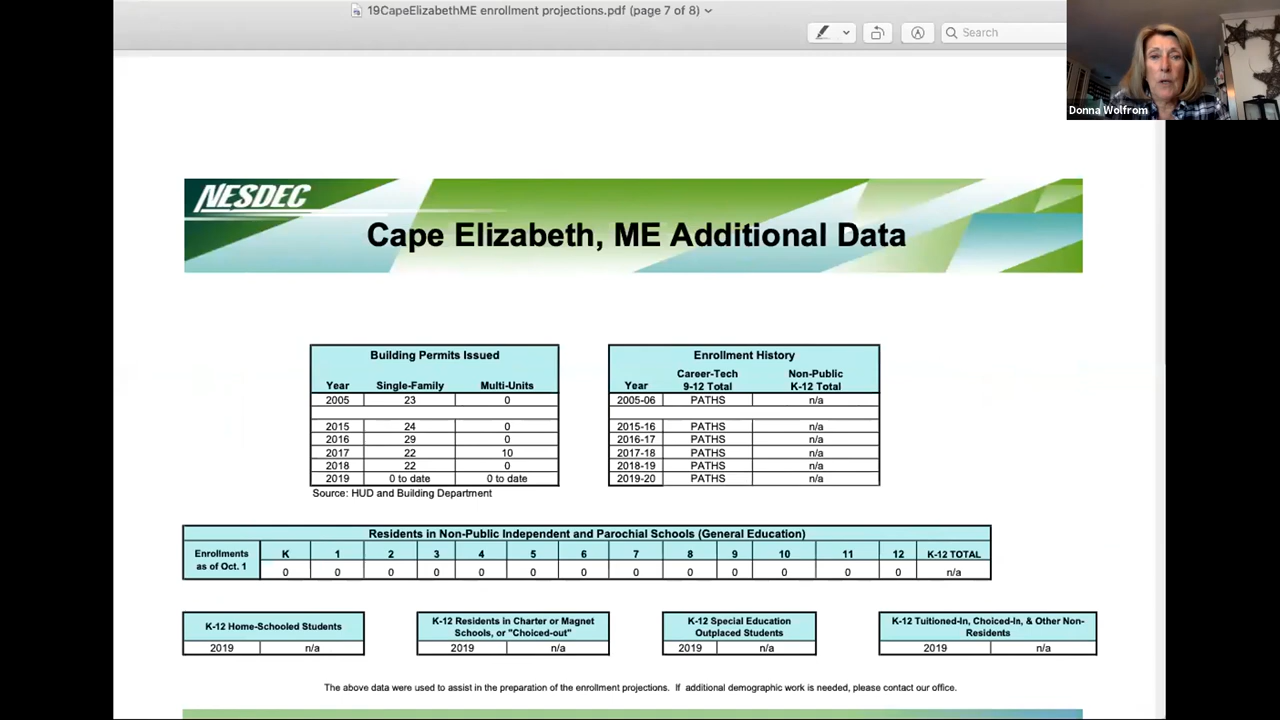 19CapeElizabethME enrollment projections.pdf (page 7 of 8)
Search
Donna Wolfrom
NESDEC
Cape Elizabeth, ME Additional Data
Building Permits Issued
Year Single-Family Multi-Units
2005 23 0
2015 24 0
2016 29 0
2017 22 10
2018 22 0
2019 0 to date 0 to date
Source: HUD and Building Department
Enrollment History
Career-Tech Non-Public
Year 9-12 Total K-12 Total
2005-06 PATHS n/a
2015-16 PATHS n/a
2016-17 PATHS n/a
2017-18 PATHS n/a
2018-19 PATHS n/a
2019-20 PATHS n/a
Residents in Non-Public Independent and Parochial Schools (General Education)
Enrollments
as of Oct. 1
K 1 2 3 4 5 6 7 8 9 10 11 12 K-12 TOTAL
0 0 0 0 0 0 0 0 0 0 0 0 0 n/a
K-12 Home-Schooled Students
2019 n/a
K-12 Residents in Charter or Magnet
Schools, or "Choiced-out"
2019 n/a
K-12 Special Education
Outplaced Students
2019 n/a
K-12 Tuitioned-In, Choiced-In, & Other Non-
Residents
2019 n/a
The above data were used to assist in the preparation of the enrollment projections. If additional demographic work is needed, please contact our office.